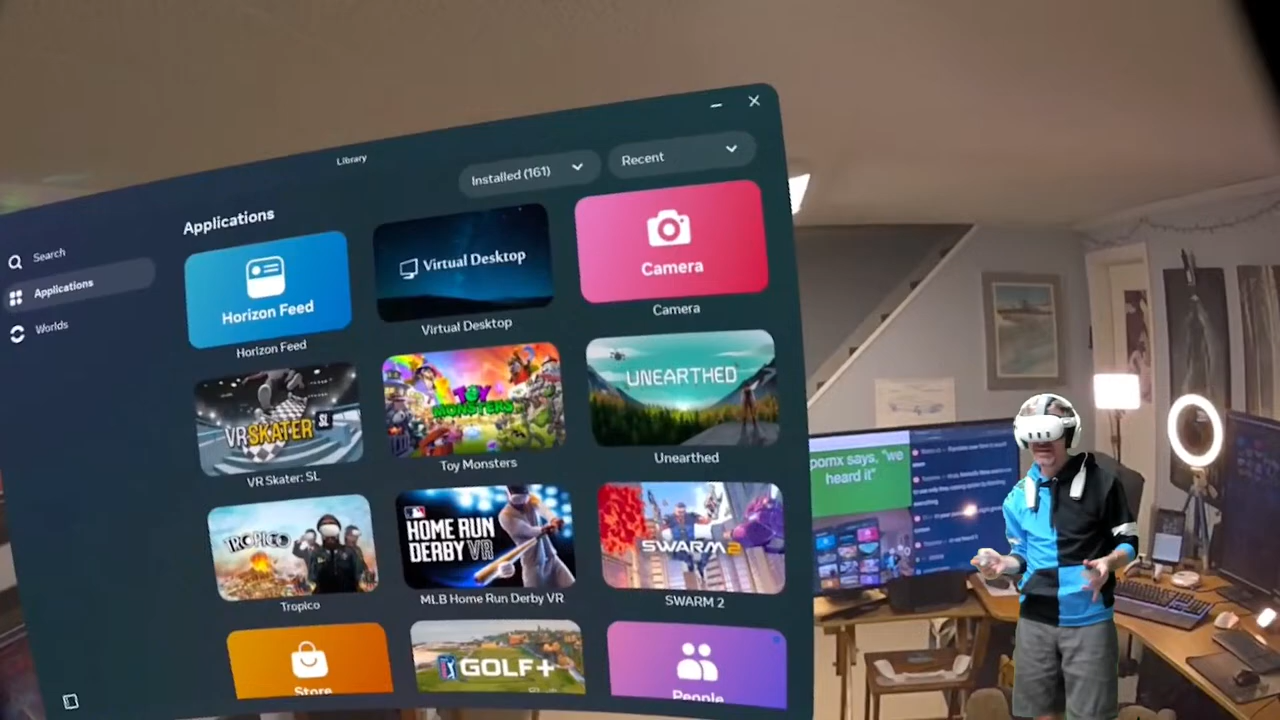 Library
Installed (161)
Recent
Search
Applications
Worlds
Applications
Horizon Feed
Horizon Feed
Virtual Desktop
Virtual Desktop
Camera
Camera
VR SKATER SL
VR Skater: SL
TOY MONSTERS
Toy Monsters
UNEARTHED
Unearthed
TROPICO
Tropico
MLB
HOME RUN DERBY VR
MLB Home Run Derby VR
SWARM 2
SWARM 2
Store
GOLF+
People
pornx says, "we
heard it"